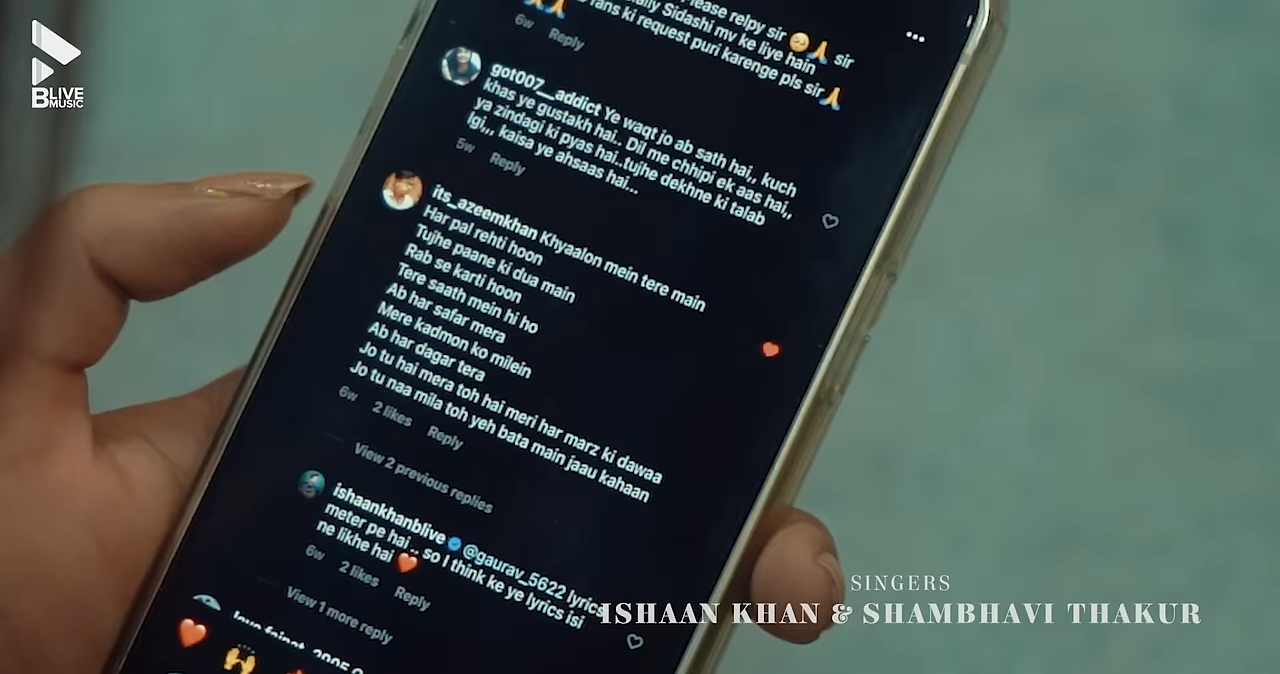 BLIVE
MUSIC
please relpy sir 🥺🙏 sir
Sidashi mv ke liye hain
fans ki request puri karenge pls sir🙏
🙏🙏
6w Reply
got007__addict Ye waqt jo ab sath hai,, kuch
khas ye gustakh hai.. Dil me chhipi ek aas hai,,
ya zindagi ki pyas hai..tujhe dekhne ki talab
lgi,,, kaisa ye ahsaas hai...
5w Reply
its_azeemkhan Khyaalon mein tere main
Har pal rehti hoon
Tujhe paane ki dua main
Rab se karti hoon
Tere saath mein hi ho
Ab har safar mera
Mere kadmon ko milein
Ab har dagar tera
Jo tu hai mera toh hai meri har marz ki dawaa
Jo tu naa mila toh yeh bata main jaau kahaan
6w 2 likes Reply
View 2 previous replies
ishaankhanblive @gaurav_5622 lyrics
meter pe hai .. so I think ke ye lyrics isi
ne likhe hai ❤️
6w 2 likes Reply
View 1 more reply
SINGERS
ISHAAN KHAN & SHAMBHAVI THAKUR